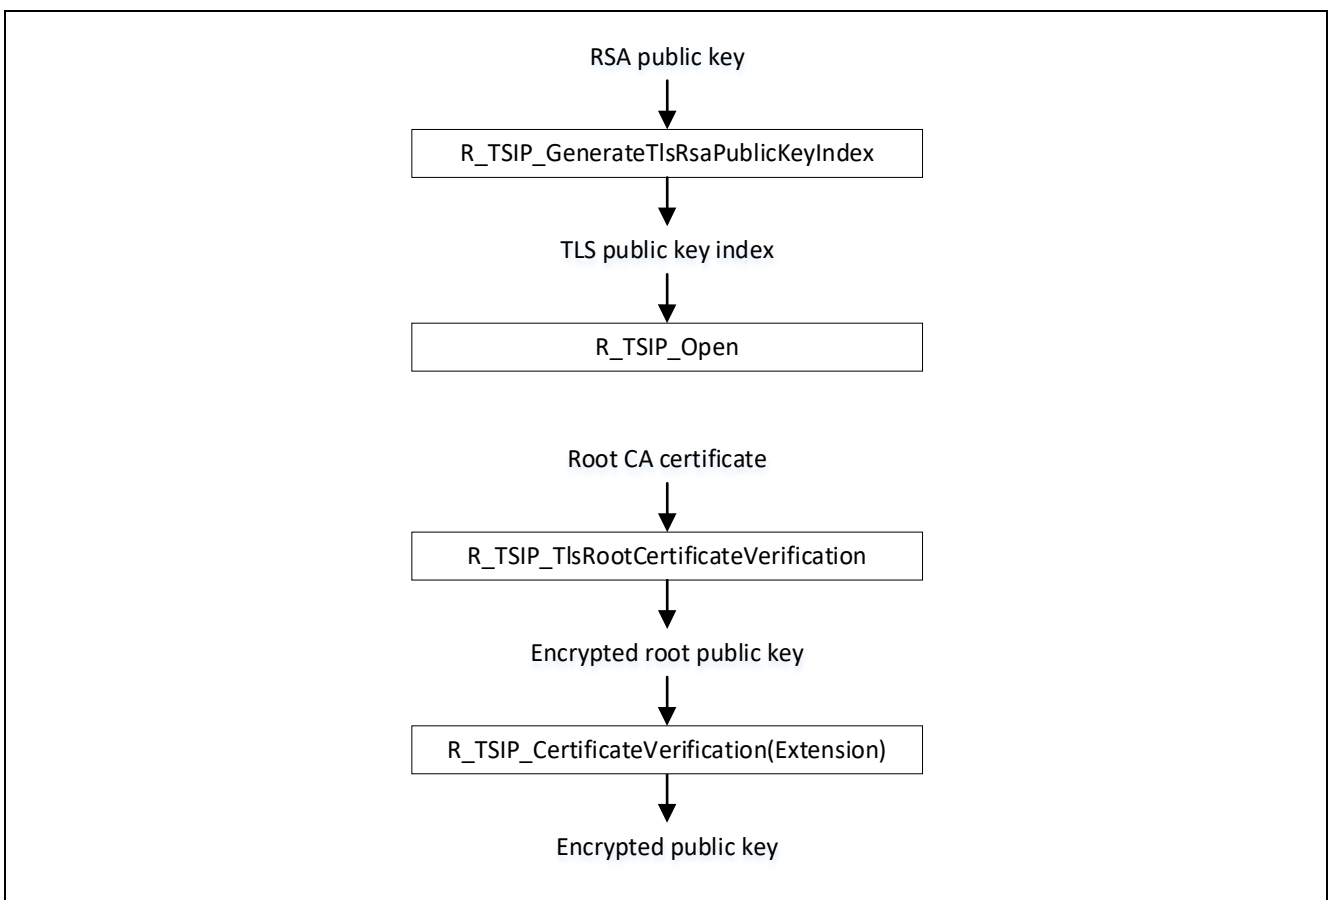 RSA public key
R_TSIP_GenerateTlsRsaPublicKeyIndex
TLS public key index
R_TSIP_Open
Root CA certificate
R_TSIP_TlsRootCertificateVerification
Encrypted root public key
R_TSIP_CertificateVerification(Extension)
Encrypted public key